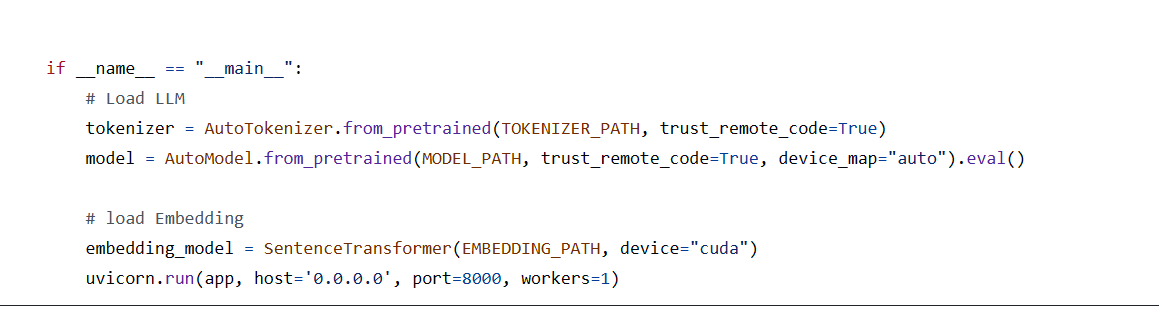 if __name__ == "__main__":
    # Load LLM
    tokenizer = AutoTokenizer.from_pretrained(TOKENIZER_PATH, trust_remote_code=True)
    model = AutoModel.from_pretrained(MODEL_PATH, trust_remote_code=True, device_map="auto").eval()
    # load Embedding
    embedding_model = SentenceTransformer(EMBEDDING_PATH, device="cuda")
    uvicorn.run(app, host='0.0.0.0', port=8000, workers=1)